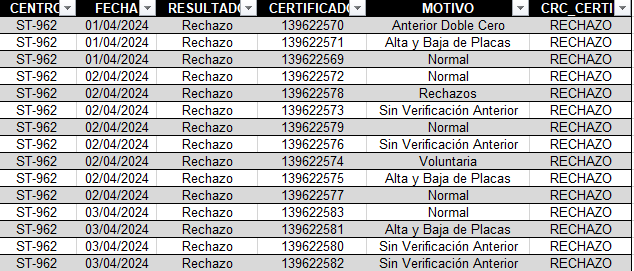 CENTRO FECHA RESULTADO CERTIFICADO MOTIVO CRC_CERTI
ST-962 01/04/2024 Rechazo 139622570 Anterior Doble Cero RECHAZO
ST-962 01/04/2024 Rechazo 139622571 Alta y Baja de Placas RECHAZO
ST-962 01/04/2024 Rechazo 139622569 Normal RECHAZO
ST-962 02/04/2024 Rechazo 139622572 Normal RECHAZO
ST-962 02/04/2024 Rechazo 139622578 Rechazos RECHAZO
ST-962 02/04/2024 Rechazo 139622573 Sin Verificación Anterior RECHAZO
ST-962 02/04/2024 Rechazo 139622579 Normal RECHAZO
ST-962 02/04/2024 Rechazo 139622576 Sin Verificación Anterior RECHAZO
ST-962 02/04/2024 Rechazo 139622574 Voluntaria RECHAZO
ST-962 02/04/2024 Rechazo 139622575 Alta y Baja de Placas RECHAZO
ST-962 02/04/2024 Rechazo 139622577 Normal RECHAZO
ST-962 03/04/2024 Rechazo 139622583 Normal RECHAZO
ST-962 03/04/2024 Rechazo 139622581 Alta y Baja de Placas RECHAZO
ST-962 03/04/2024 Rechazo 139622580 Sin Verificación Anterior RECHAZO
ST-962 03/04/2024 Rechazo 139622582 Sin Verificación Anterior RECHAZO